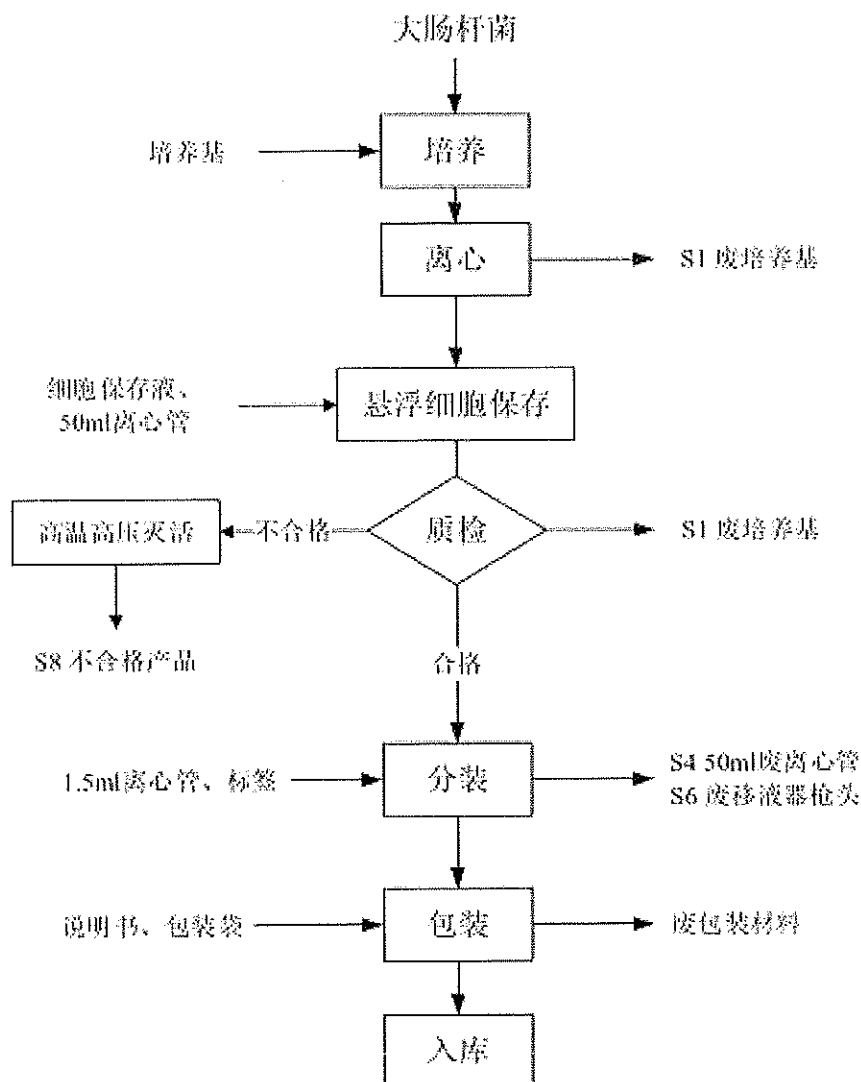 大肠杆菌
培养基
培养
离心
S1 废培养基
细胞保存液、
50ml离心管
悬浮细胞保存
高温高压灭活
不合格
质检
S1 废培养基
S8 不合格产品
合格
1.5ml离心管、标签
分装
S4 50ml废离心管
S6 废移液器枪头
说明书、包装袋
包装
废包装材料
入库